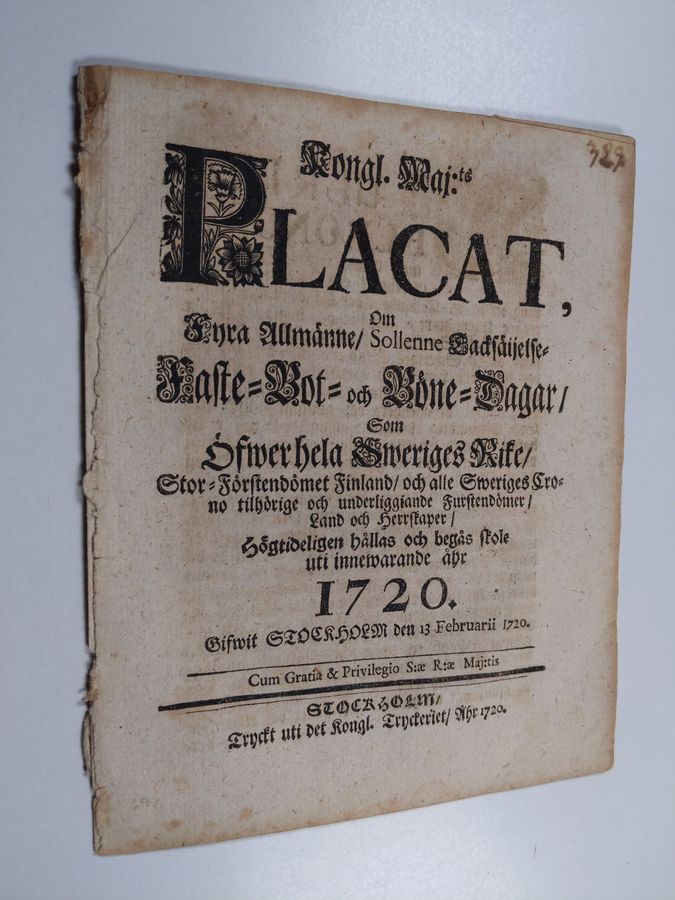 389
Kongl. Maj:ts
PLACAT,
Om
Fyra Allmänne/ Sollenne Tacksäijelse-
Faste-Bot- och Böne-Dagar/
Som
Öfwer hela Sweriges Rike/
Stor-Förstendömet Finland/ och alle Sweriges Cro-
no tilhörige och underliggiande Furstendömer/
Land och Herrskaper/
Högtideligen hållas och begås skole
uti innewarande åhr
1720.
Gifwit STOCKHOLM den 13 Februarii 1720.
Cum Gratia & Privilegio S:æ R:æ Maj:tis
STOCKHOLM/
Tryckt uti det Kongl. Tryckeriet/ Åhr 1720.